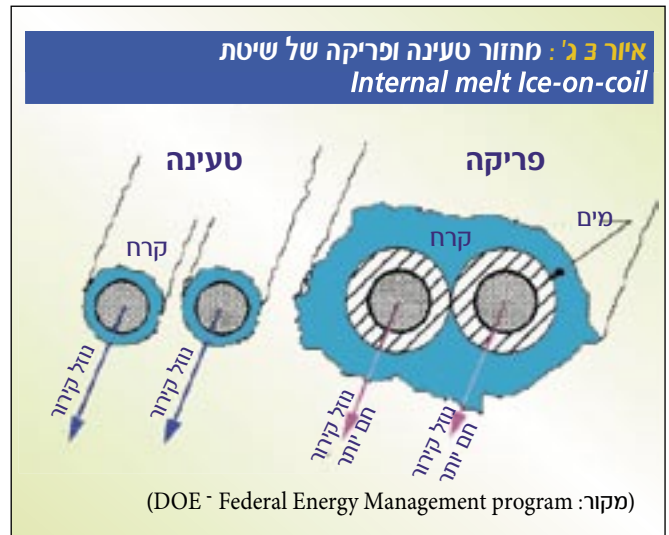 איור 3 ג': מחזור טעינה ופריקה של שיטת
Internal melt Ice-on-coil
פריקה
טעינה
מים
קרח
קרח
נוזל קירור
נוזל קירור
נוזל קירור
חם יותר
נוזל קירור
חם יותר
(מקור: DOE - Federal Energy Management program)